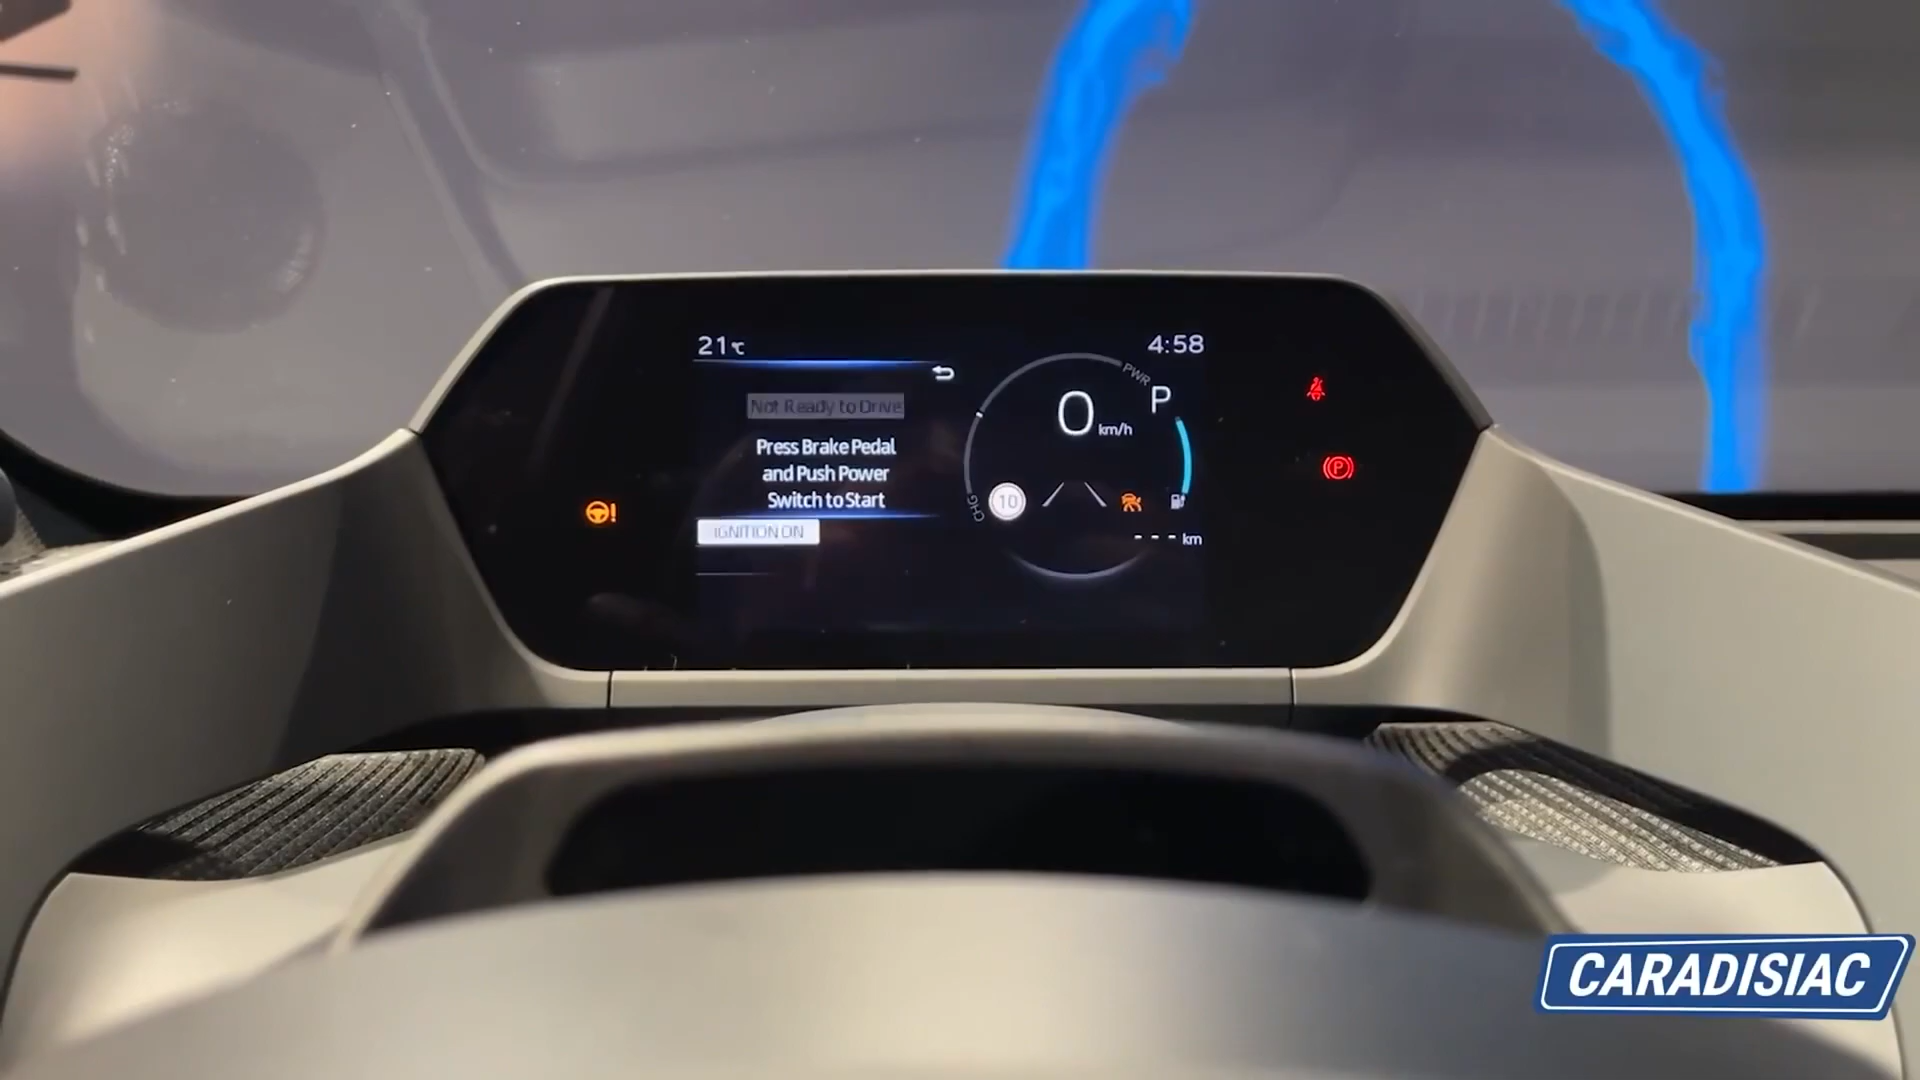 21°C
4:58
Not Ready to Drive
Press Brake Pedal
and Push Power
Switch to Start
IGNITION ON
PWR
P
0 km/h
CHG
10
--- km
(P)
CARADISIAC